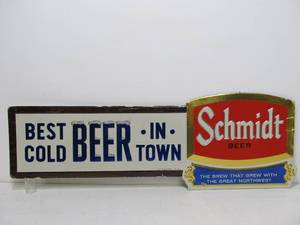 BEST COLD BEER · IN · TOWN
Schmidt
BEER
THE BREW THAT GREW WITH
THE GREAT NORTHWEST